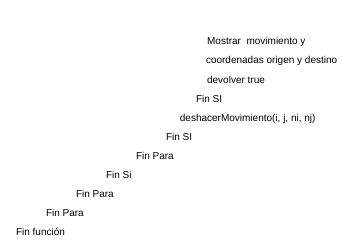 Mostrar movimiento y
coordenadas origen y destino
devolver true
Fin SI
deshacerMovimiento(i, j, ni, nj)
Fin SI
Fin Para
Fin Si
Fin Para
Fin Para
Fin función